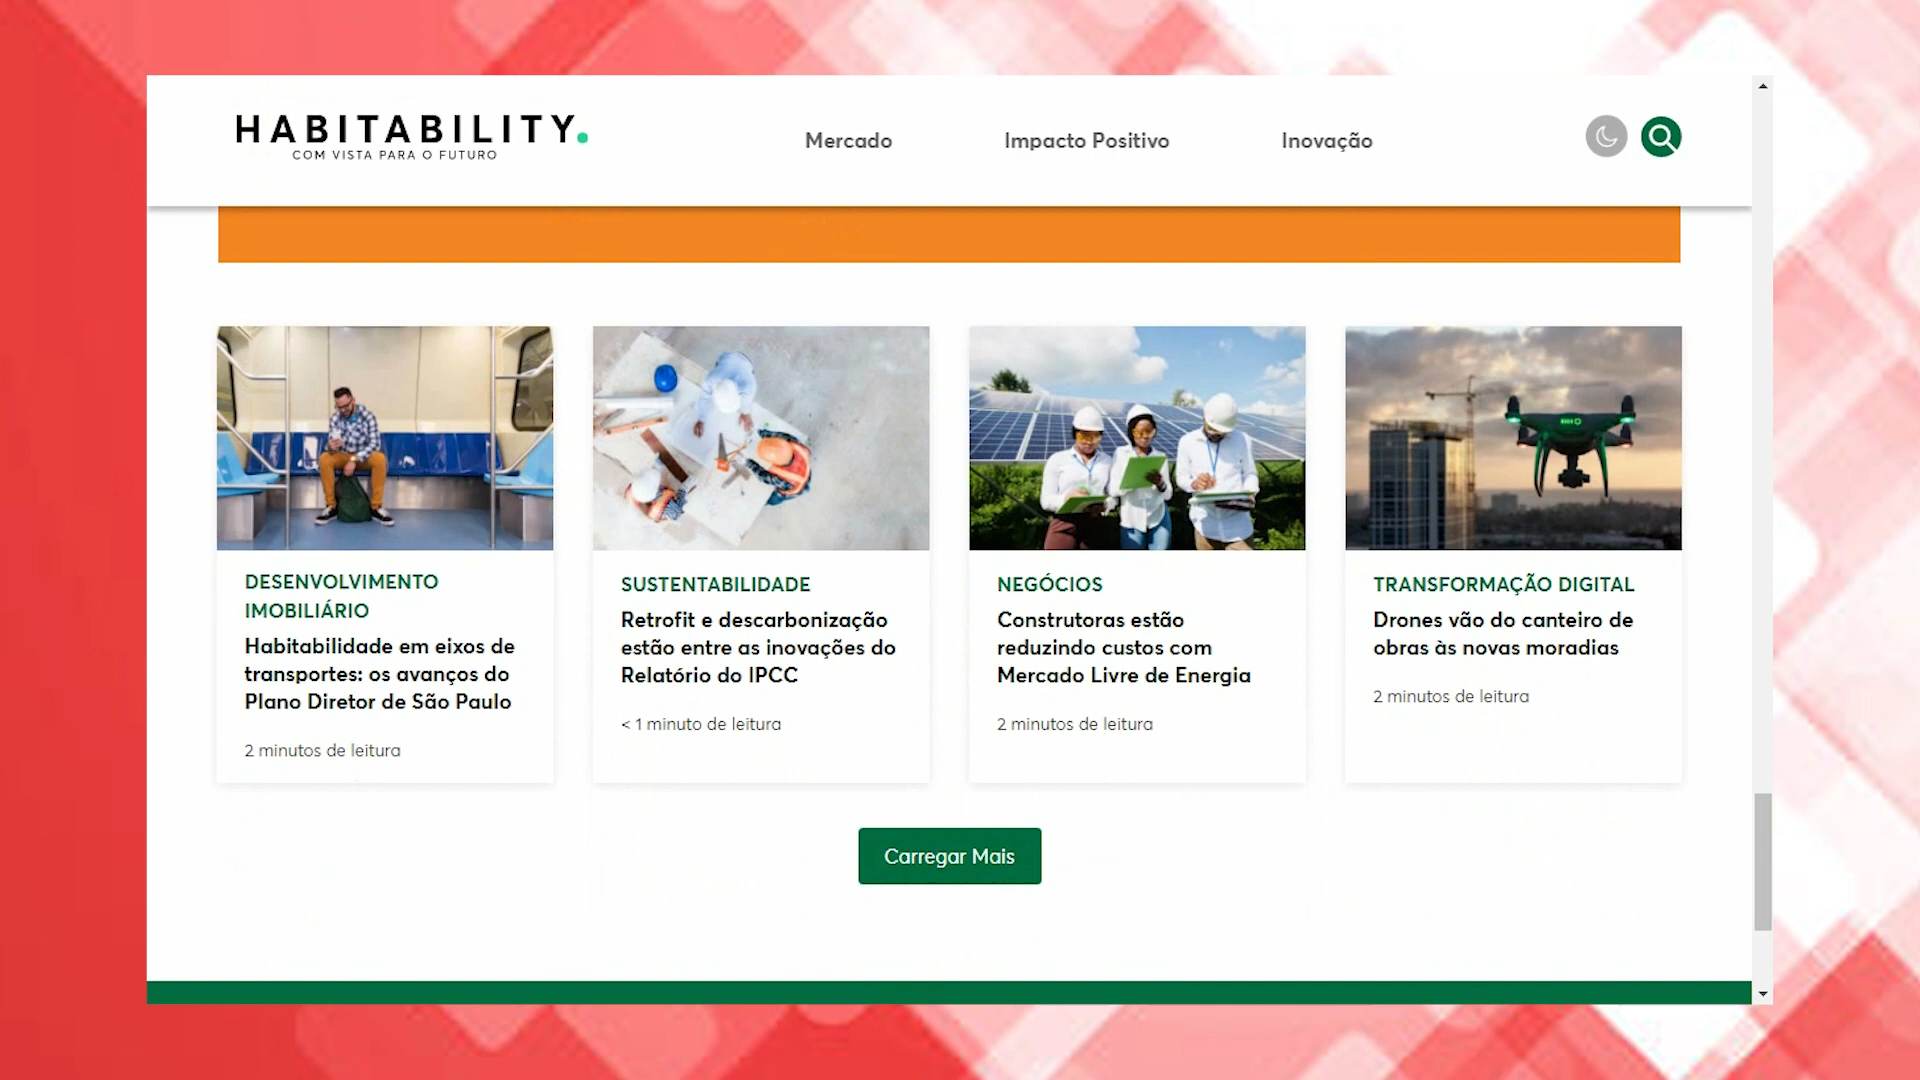 HABITABILITY.
COM VISTA PARA O FUTURO
Mercado
Impacto Positivo
Inovação
DESENVOLVIMENTO
IMOBILIÁRIO
Habitabilidade em eixos de
transportes: os avanços do
Plano Diretor de São Paulo
2 minutos de leitura
SUSTENTABILIDADE
Retrofit e descarbonização
estão entre as inovações do
Relatório do IPCC
< 1 minuto de leitura
NEGÓCIOS
Construtoras estão
reduzindo custos com
Mercado Livre de Energia
2 minutos de leitura
TRANSFORMAÇÃO DIGITAL
Drones vão do canteiro de
obras às novas moradias
2 minutos de leitura
Carregar Mais